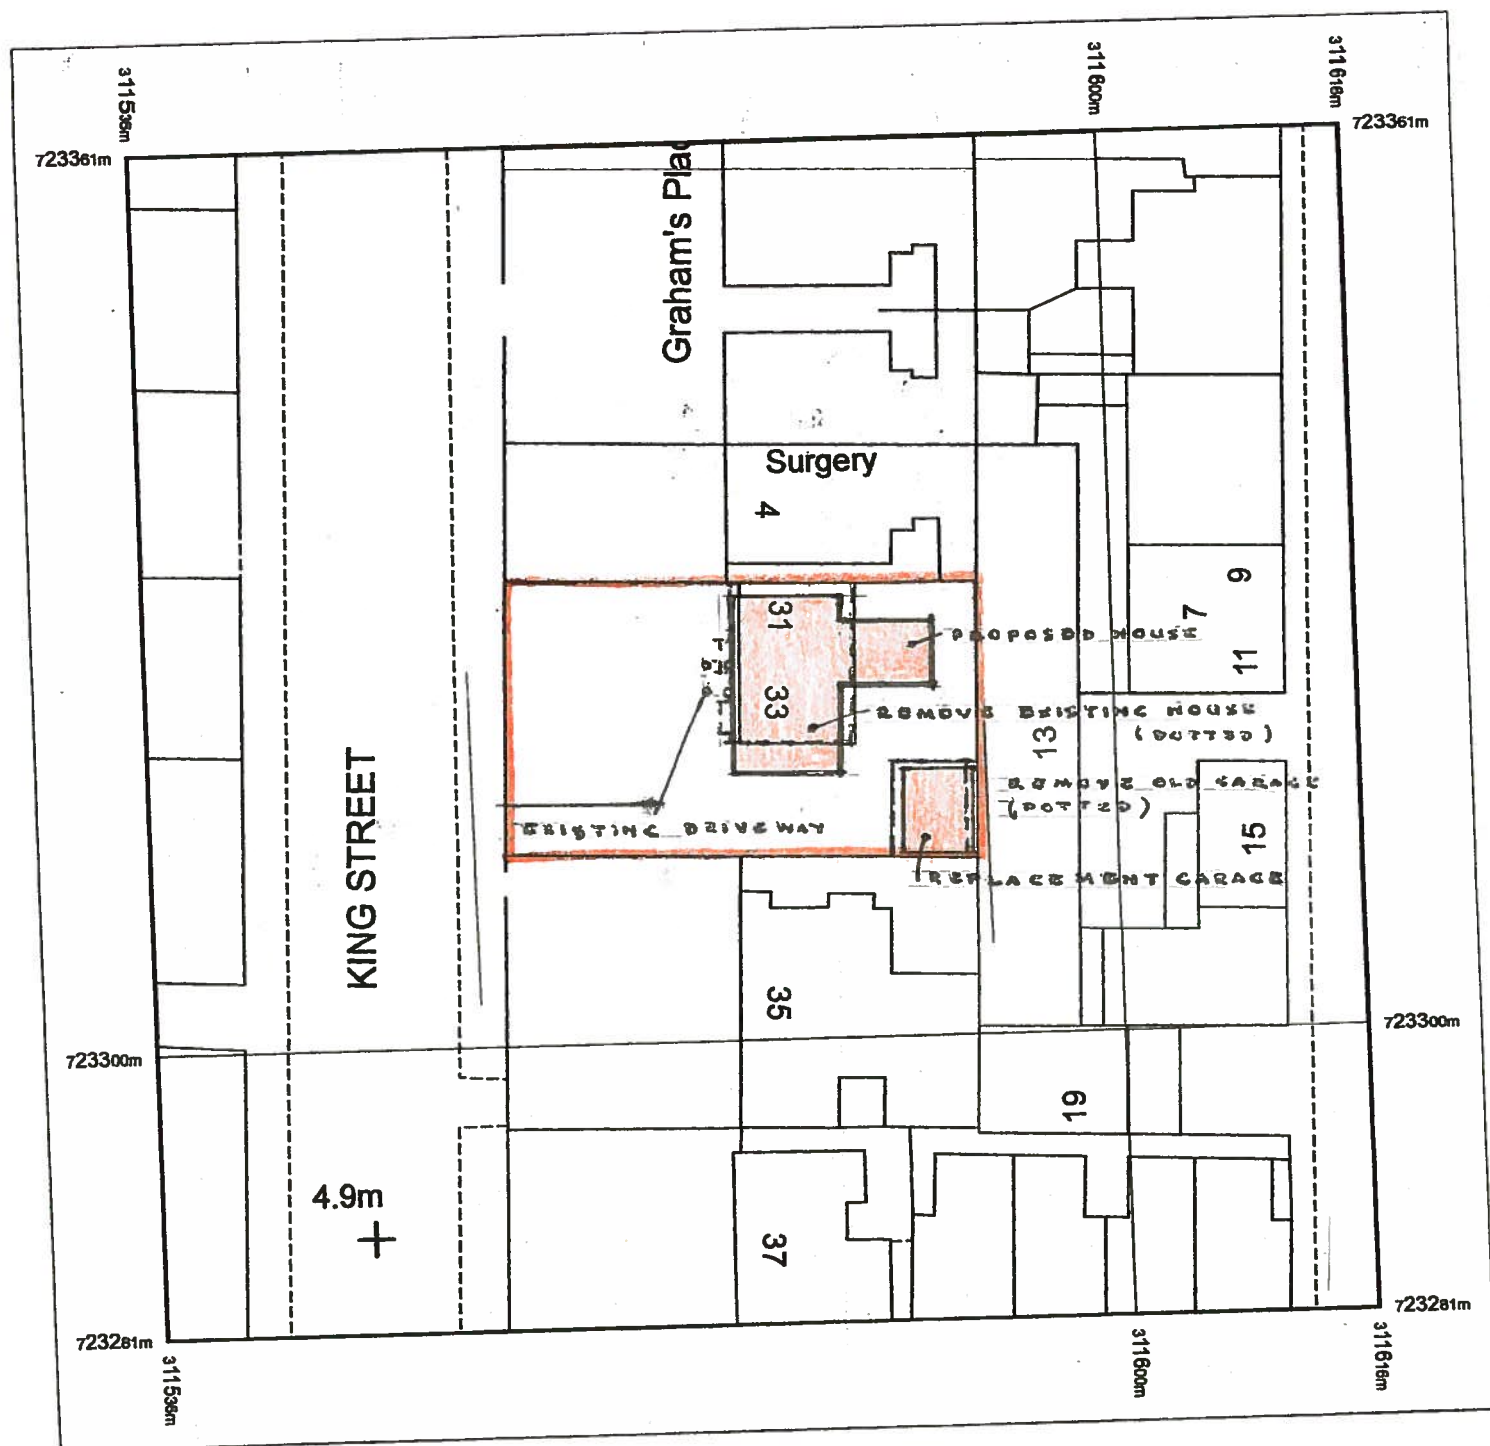 311536m
311600m
311616m
723361m
723361m
Graham's Plac
Surgery
4
9
7
11
31
PROPOSED HOUSE
33
REMOVE EXISTING HOUSE
(DOTTED)
13
REMOVE OLD GARAGE
(DOTTED)
EXISTING DRIVEWAY
15
REPLACEMENT GARAGE
KING STREET
35
723300m
723300m
19
4.9m
37
723281m
723281m
311536m
311600m
311616m